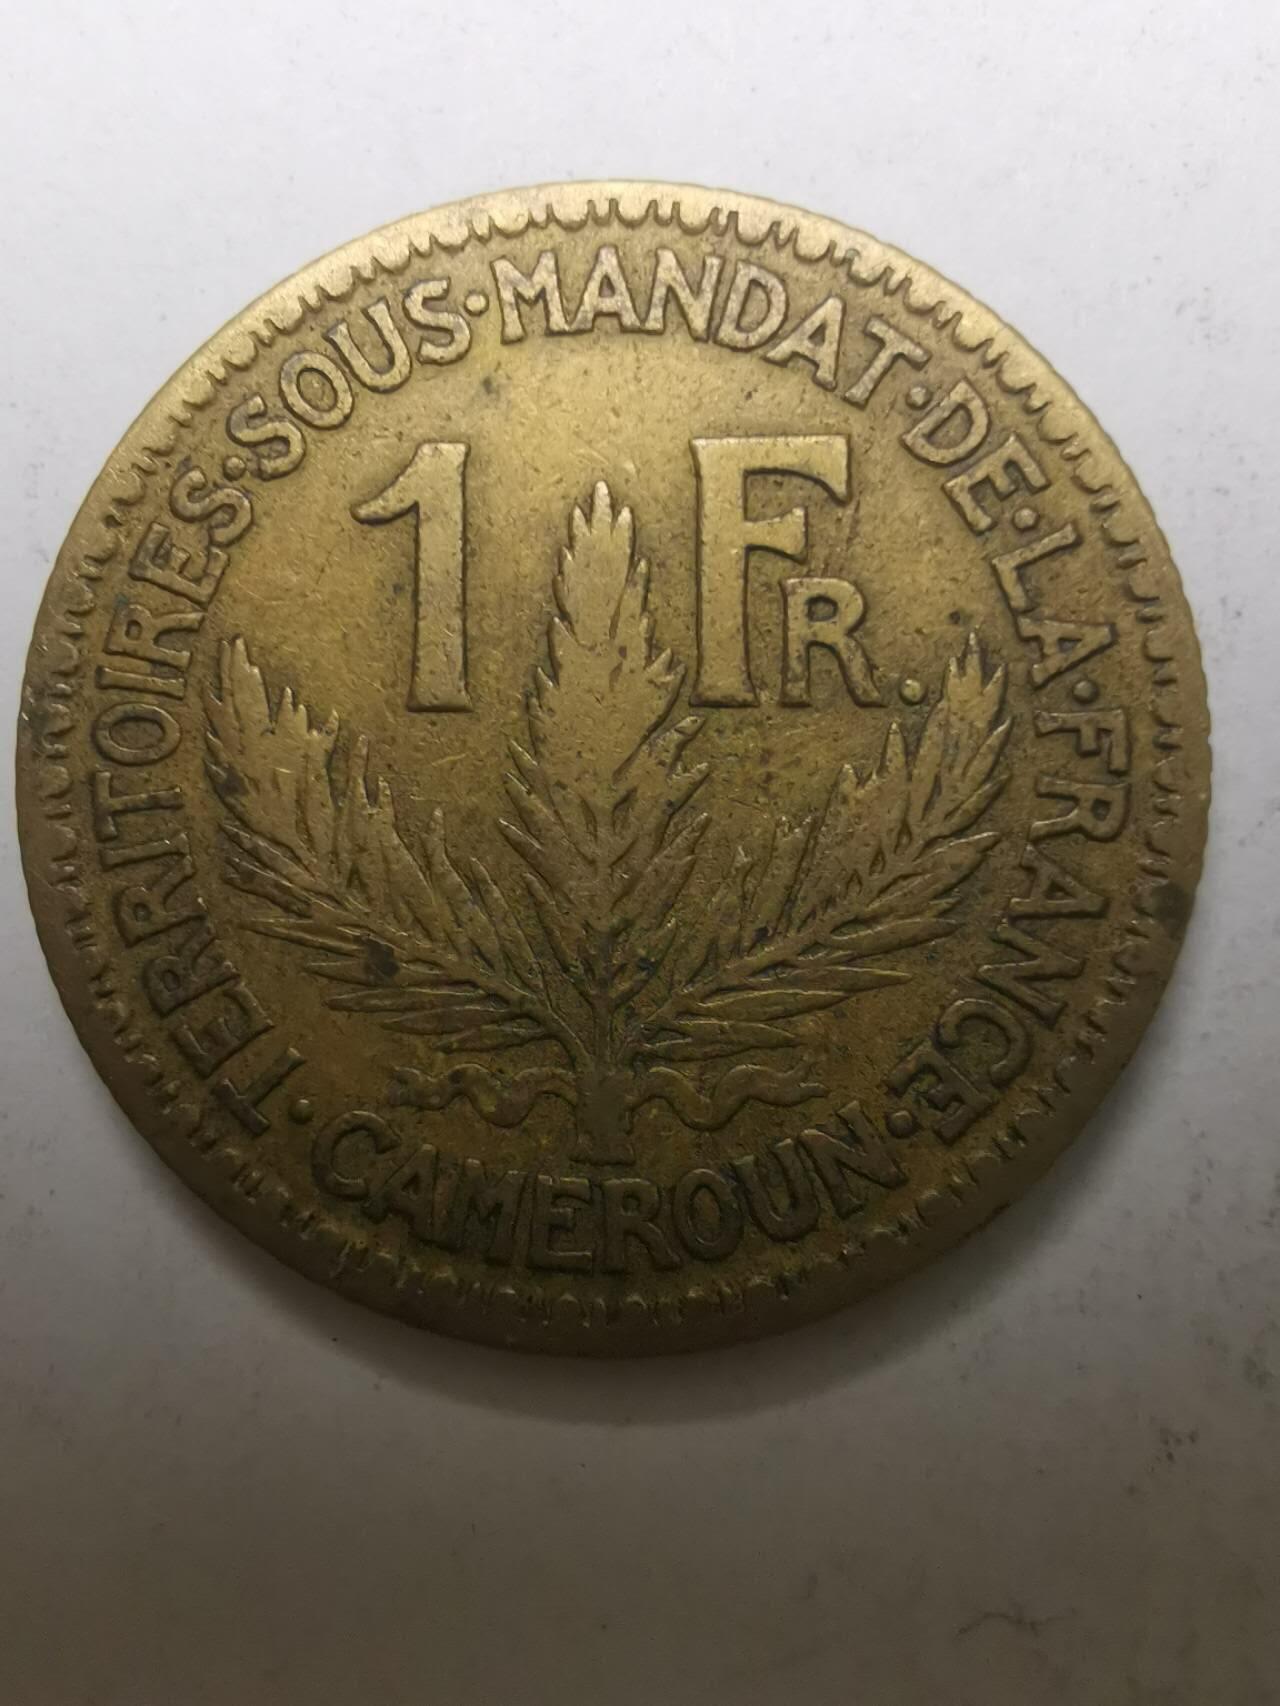 TERRITOIRES·SOUS·MANDAT·DE·LA·FRANCE
1 FR.
·CAMEROUN·